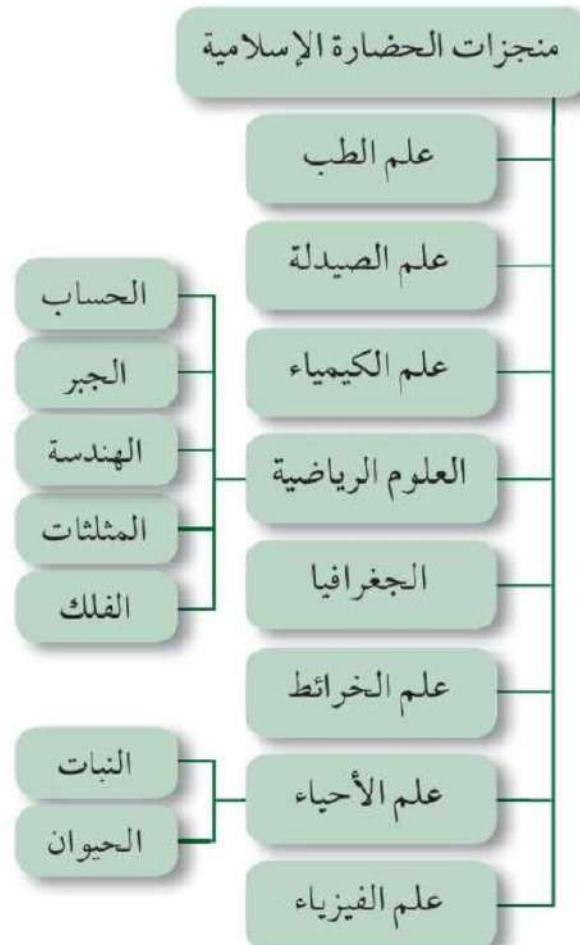 منجزات الحضارة الإسلامية
علم الطب
علم الصيدلة
علم الكيمياء
العلوم الرياضية
الحساب
الجبر
الهندسة
المثلثات
الفلك
الجغرافيا
علم الخرائط
علم الأحياء
النبات
الحيوان
علم الفيزياء